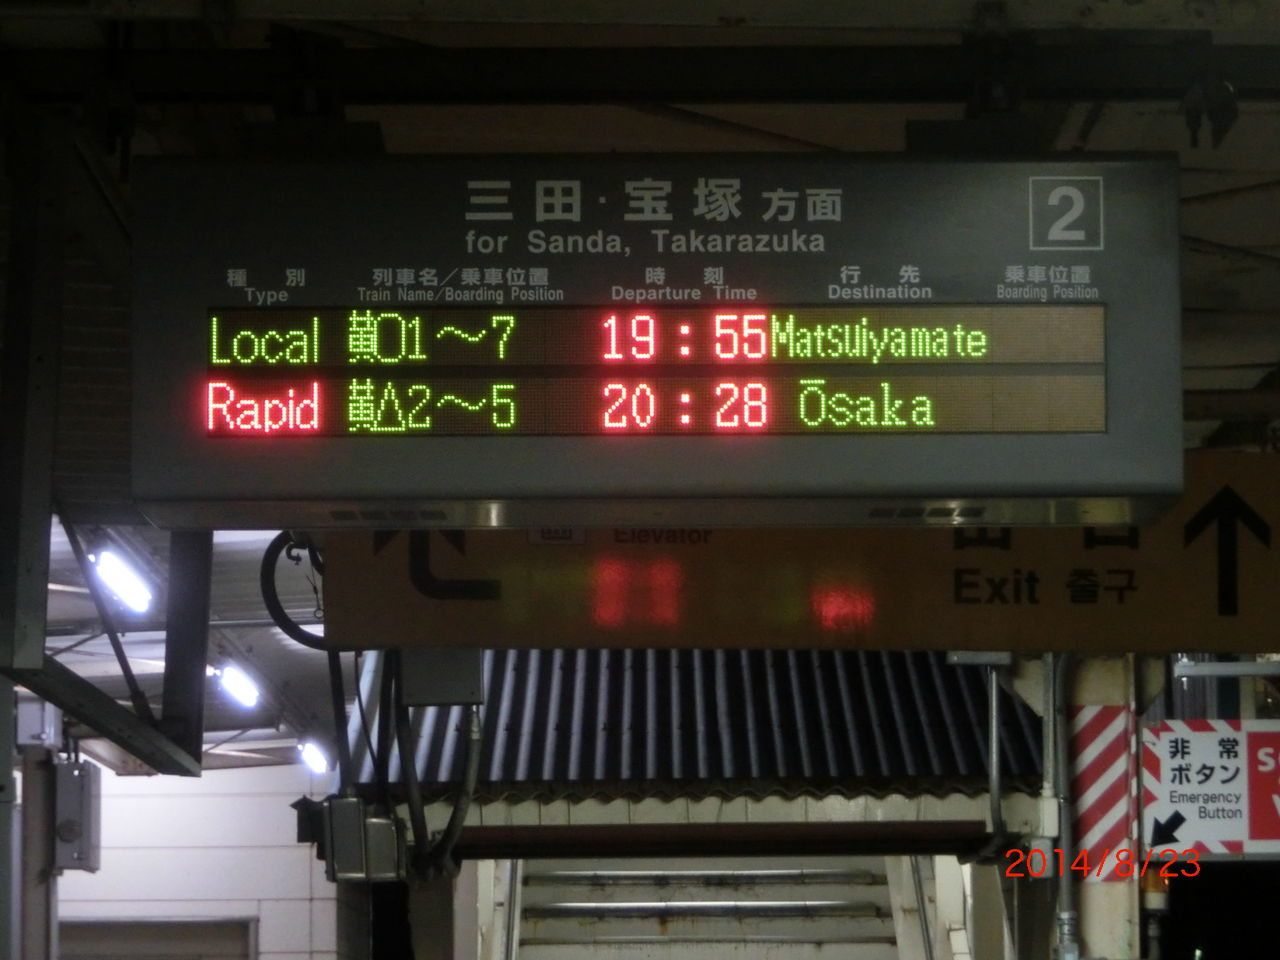 三田・宝塚方面
for Sanda, Takarazuka
2
種別 列車名／乗車位置 時刻 行先 乗車位置
Type Train Name/Boarding Position Departure Time Destination Boarding Position
Local 黄○1～7 19:55 Matsuiyamate
Rapid 黄△2～5 20:28 Ōsaka
Elevator
出口
Exit 출구
非常
ボタン
Emergency
Button
2014/8/23